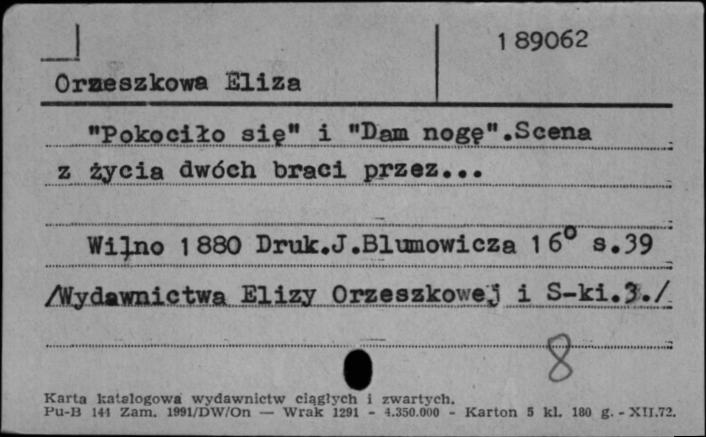 189062
Orzeszkowa Eliza
"Pokociło się" i "Dam nogę".Scena
z życia dwóch braci przez...
Wilno 1880 Druk.J.Blumowicza 16° s.39
/Wydawnictwa Elizy Orzeszkowej i S-ki.3./
8
Karta katalogowa wydawnictw ciągłych i zwartych.
Pu-B 141 Zam. 1991/DW/On — Wrak 1291 - 4.350.000 - Karton 5 kl. 180 g. - XII.72.